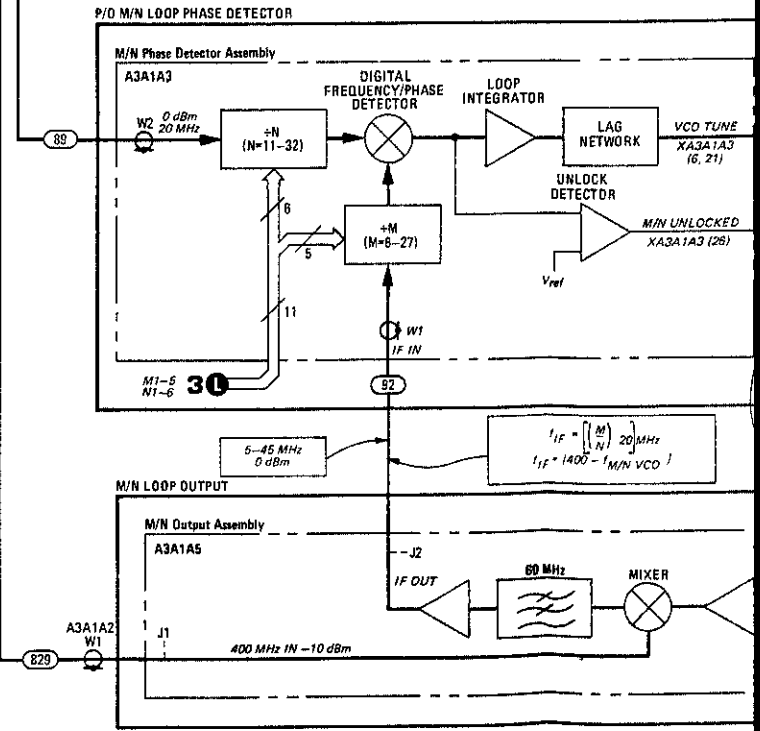 P/O M/N LOOP PHASE DETECTOR
M/N Phase Detector Assembly
A3A1A3
DIGITAL
FREQUENCY/PHASE
DETECTOR
LOOP
INTEGRATOR
89
W2
0 dBm
20 MHz
÷N
(N=11–32)
LAG
NETWORK
VCO TUNE
XA3A1A3
(6, 21)
UNLOCK
DETECTOR
6
÷M
(M=8–27)
5
M/N UNLOCKED
XA3A1A3 (26)
Vref
11
W1
IF IN
M1–5
N1–6
3 L
92
5–45 MHz
0 dBm
fIF = [(M/N) 20] MHz
fIF = (400 – fM/N VCO )
M/N LOOP OUTPUT
M/N Output Assembly
A3A1A5
J2
IF OUT
60 MHz
MIXER
A3A1A2
W1
J1
829
400 MHz IN –10 dBm